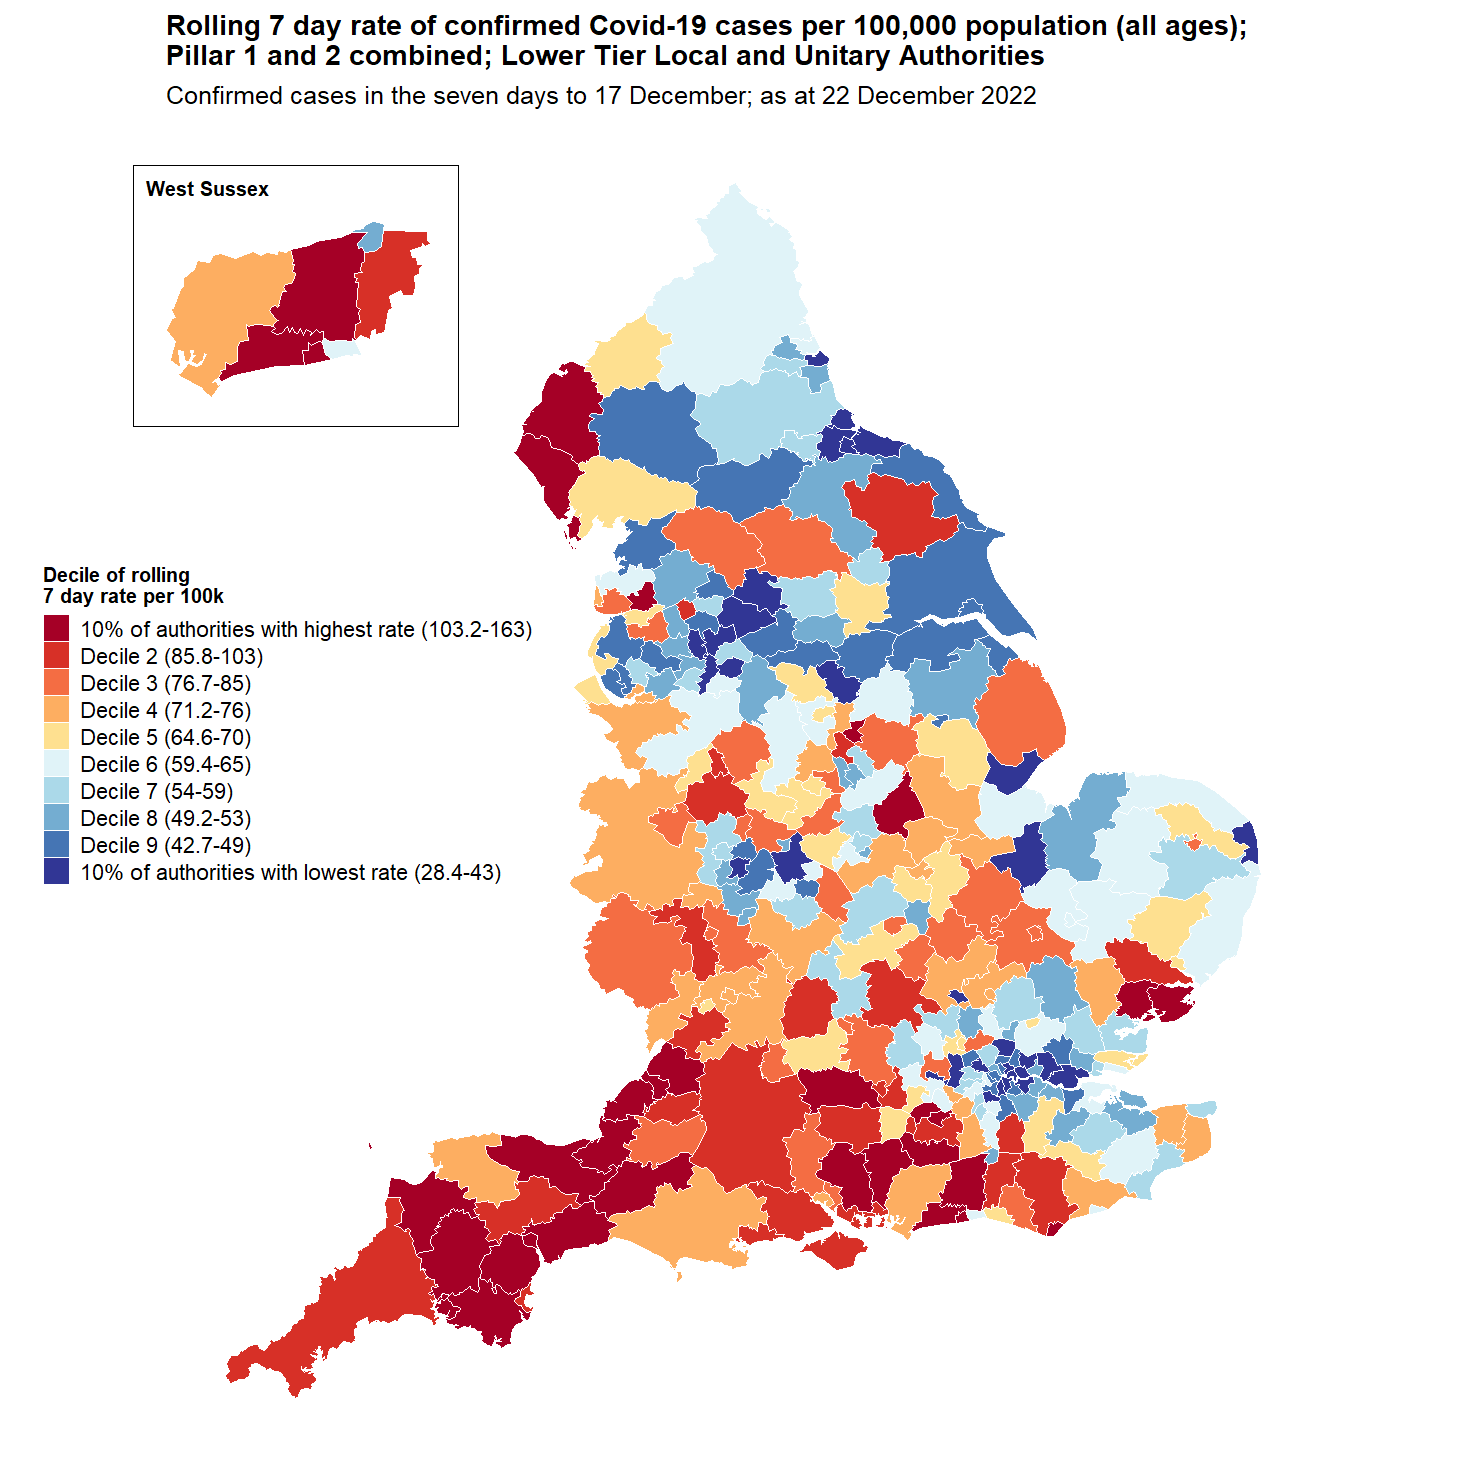 Rolling 7 day rate of confirmed Covid-19 cases per 100,000 population (all ages);
Pillar 1 and 2 combined; Lower Tier Local and Unitary Authorities
Confirmed cases in the seven days to 17 December; as at 22 December 2022
West Sussex
Decile of rolling
7 day rate per 100k
10% of authorities with highest rate (103.2-163)
Decile 2 (85.8-103)
Decile 3 (76.7-85)
Decile 4 (71.2-76)
Decile 5 (64.6-70)
Decile 6 (59.4-65)
Decile 7 (54-59)
Decile 8 (49.2-53)
Decile 9 (42.7-49)
10% of authorities with lowest rate (28.4-43)